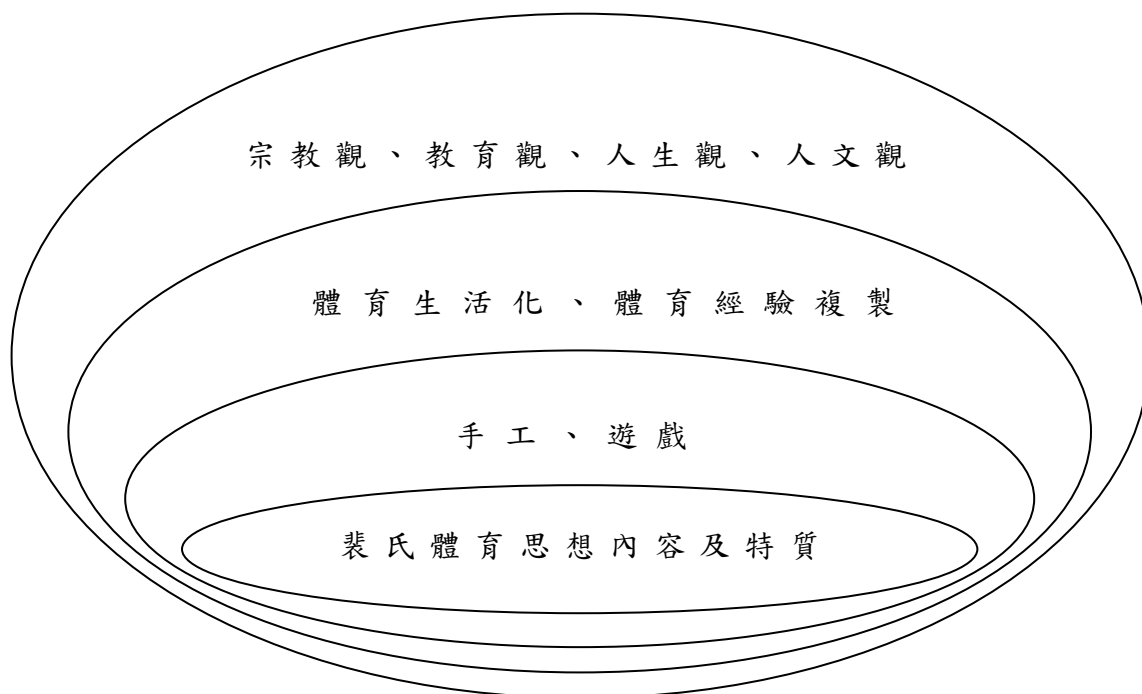 宗教觀、教育觀、人生觀、人文觀
體育生活化、體育經驗複製
手工、遊戲
裴氏體育思想內容及特質